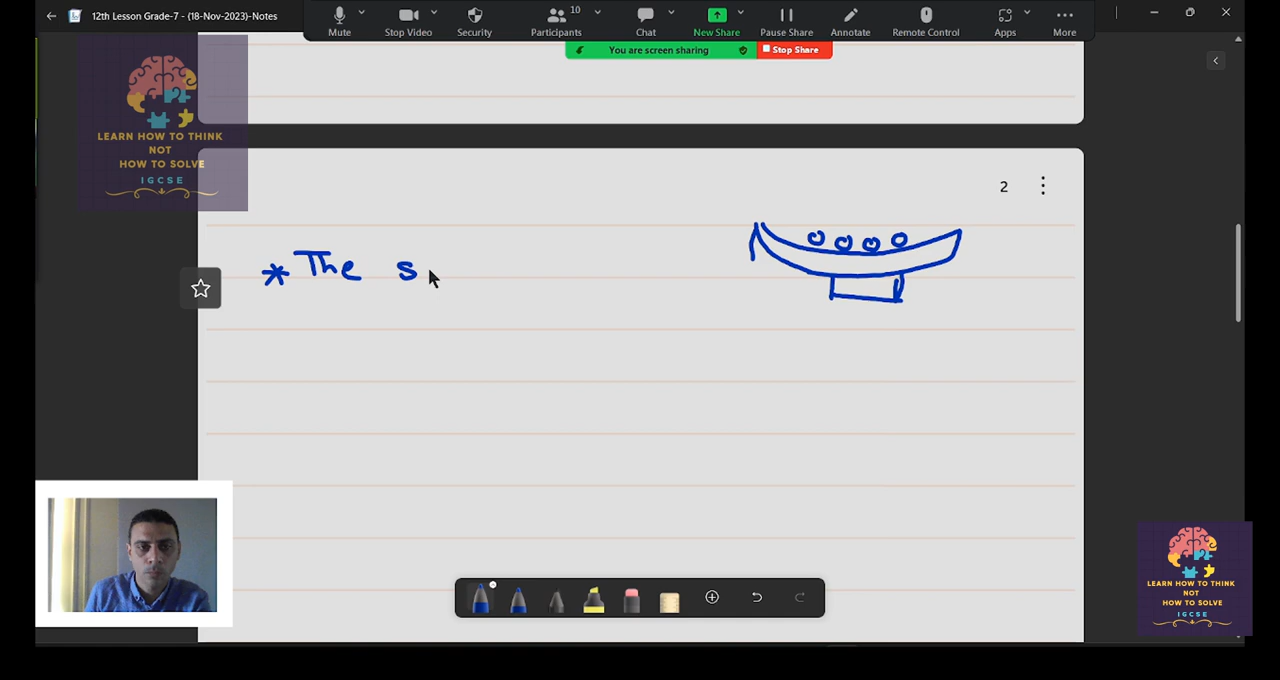 12th Lesson Grade-7 - (18-Nov-2023)-Notes
Mute
Stop Video
Security
Participants
10
Chat
New Share
Pause Share
Annotate
Remote Control
Apps
More
You are screen sharing
Stop Share
LEARN HOW TO THINK
NOT
HOW TO SOLVE
IGCSE
2
* The s
LEARN HOW TO THINK
NOT
HOW TO SOLVE
IGCSE